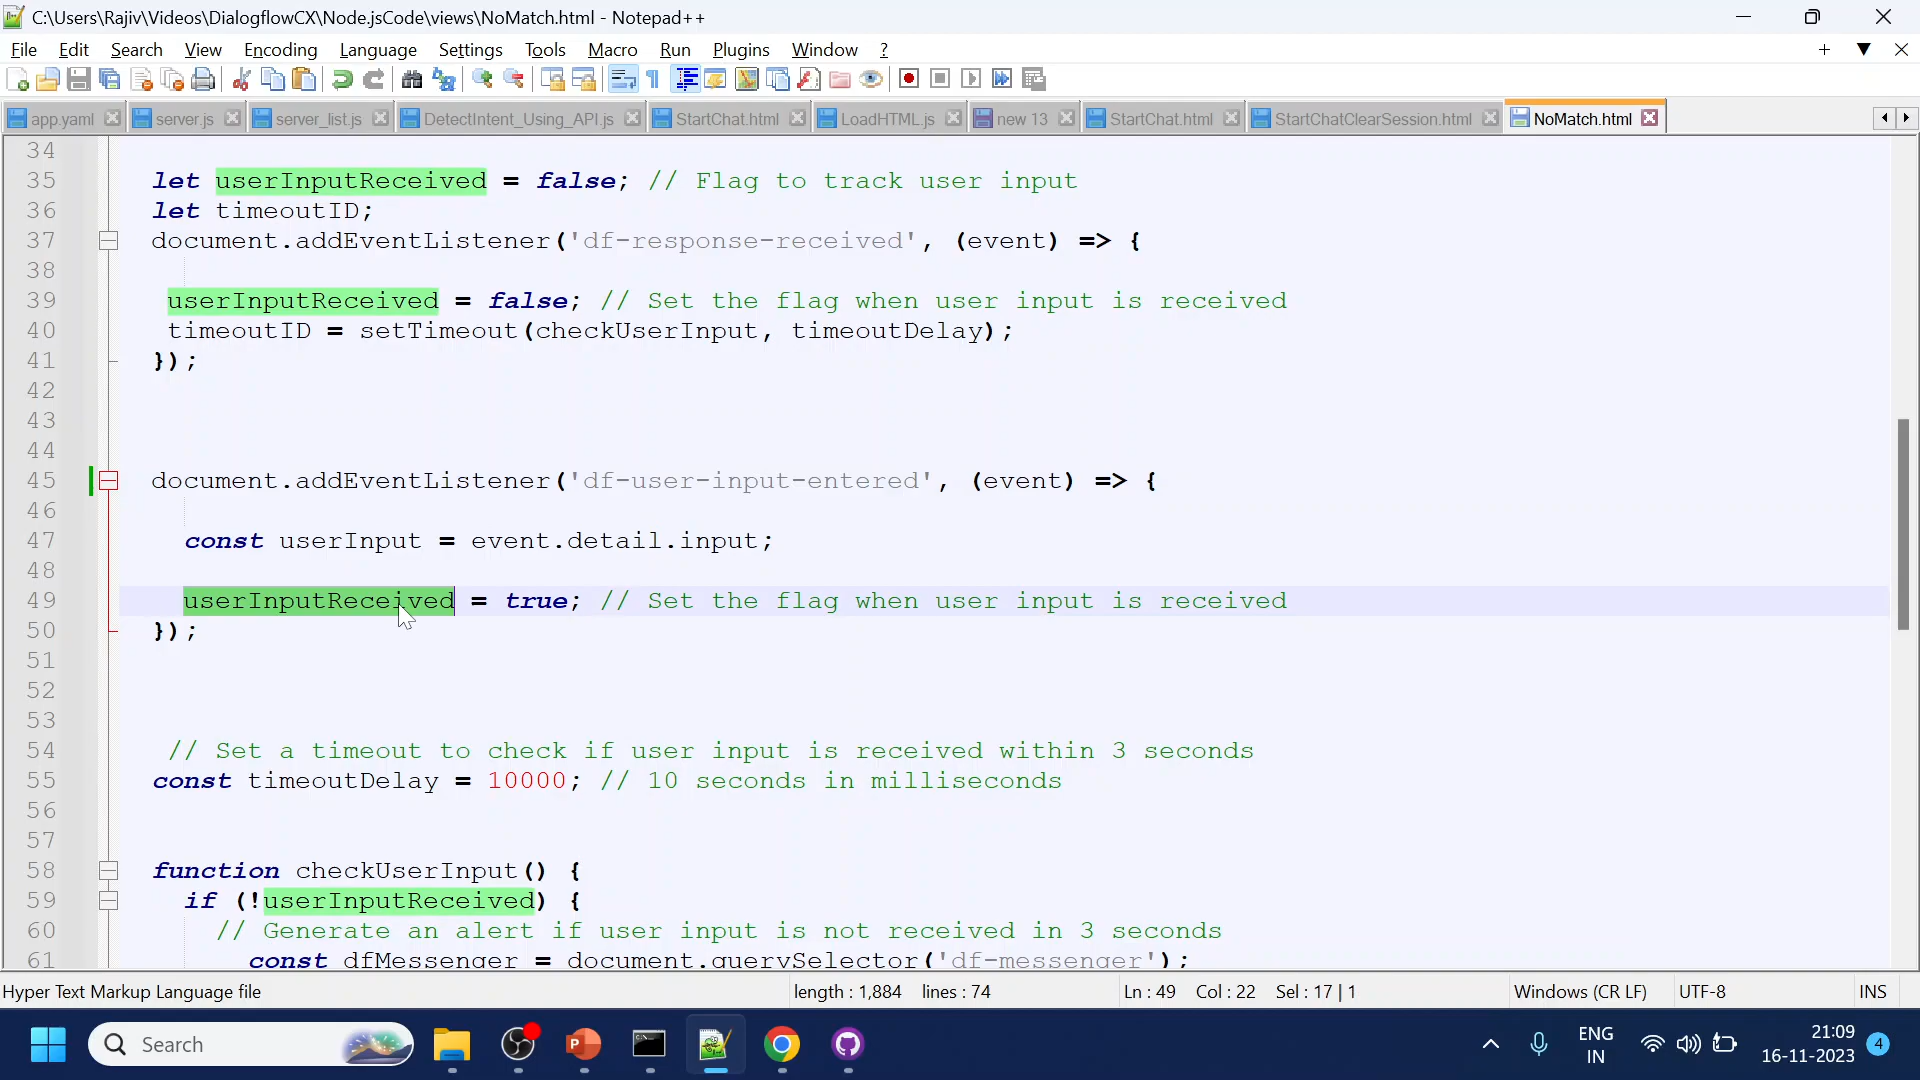 C:\Users\Rajiv\Videos\DialogflowCX\Node.jsCode\views\NoMatch.html - Notepad++
File Edit Search View Encoding Language Settings Tools Macro Run Plugins Window ?
app.yaml server.js server_list.js DetectIntent_Using_API.js StartChat.html LoadHTML.js new 13 StartChat.html StartChatClearSession.html NoMatch.html
34
35 let userInputReceived = false; // Flag to track user input
36 let timeoutID;
37 document.addEventListener('df-response-received', (event) => {
38
39 userInputReceived = false; // Set the flag when user input is received
40 timeoutID = setTimeout(checkUserInput, timeoutDelay);
41 });
42
43
44
45 document.addEventListener('df-user-input-entered', (event) => {
46
47 const userInput = event.detail.input;
48
49 userInputReceived = true; // Set the flag when user input is received
50 });
51
52
53
54 // Set a timeout to check if user input is received within 3 seconds
55 const timeoutDelay = 10000; // 10 seconds in milliseconds
56
57
58 function checkUserInput() {
59 if (!userInputReceived) {
60 // Generate an alert if user input is not received in 3 seconds
61 const dfMessenger = document.querySelector('df-messenger');
Hyper Text Markup Language file length : 1,884 lines : 74 Ln : 49 Col : 22 Sel : 17 | 1 Windows (CR LF) UTF-8 INS
Search ENG IN 21:09 16-11-2023 4